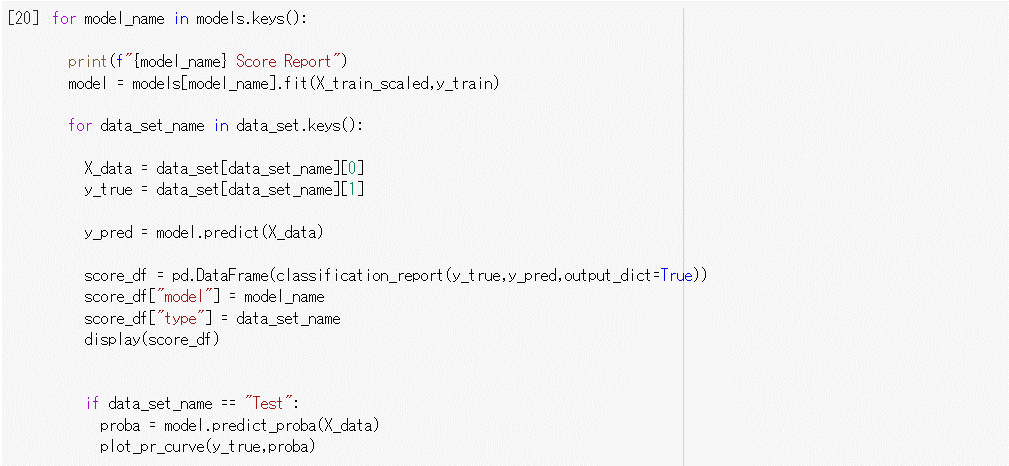 [20] for model_name in models.keys():
print(f"{model_name} Score Report")
model = models[model_name].fit(X_train_scaled,y_train)
for data_set_name in data_set.keys():
X_data = data_set[data_set_name][0]
y_true = data_set[data_set_name][1]
y_pred = model.predict(X_data)
score_df = pd.DataFrame(classification_report(y_true,y_pred,output_dict=True))
score_df["model"] = model_name
score_df["type"] = data_set_name
display(score_df)
if data_set_name == "Test":
proba = model.predict_proba(X_data)
plot_pr_curve(y_true,proba)